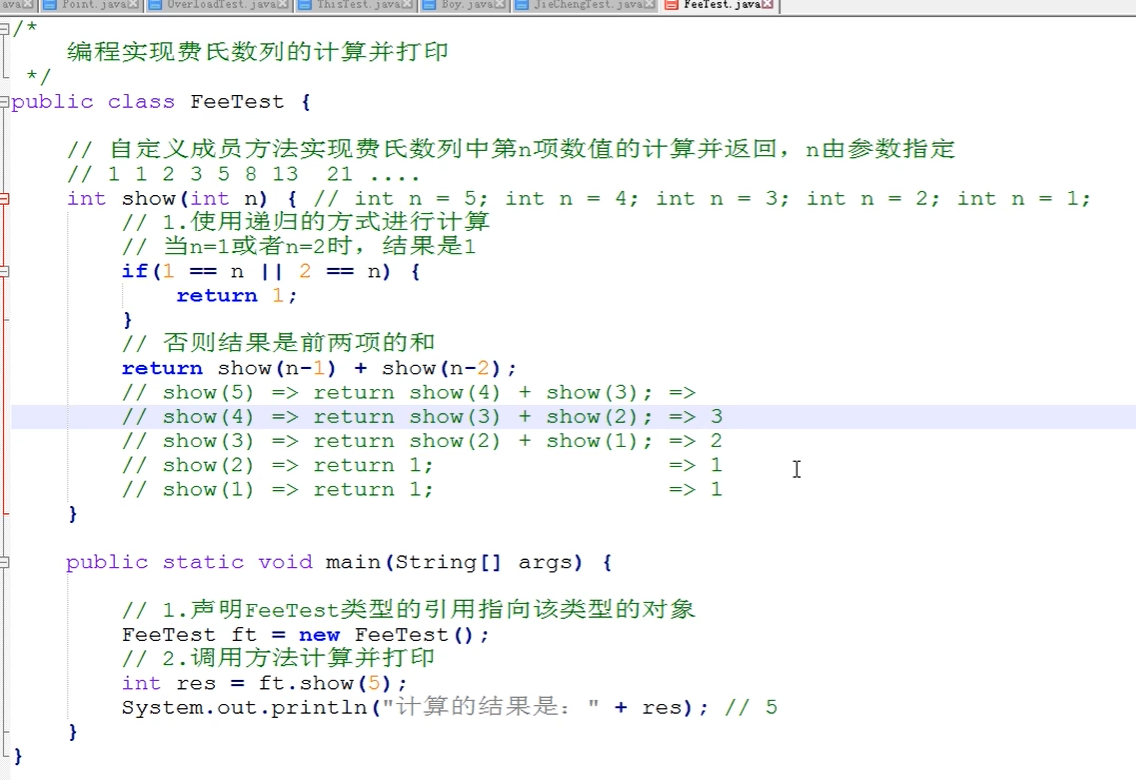 Point.java OverloadTest.java ThisTest.java Boy.java JieChengTest.java FeeTest.java
/*
编程实现费氏数列的计算并打印
*/
public class FeeTest {
// 自定义成员方法实现费氏数列中第n项数值的计算并返回，n由参数指定
// 1 1 2 3 5 8 13  21 ....
int show(int n) { // int n = 5; int n = 4; int n = 3; int n = 2; int n = 1;
// 1.使用递归的方式进行计算
// 当n=1或者n=2时，结果是1
if(1 == n || 2 == n) {
return 1;
}
// 否则结果是前两项的和
return show(n-1) + show(n-2);
// show(5) => return show(4) + show(3); =>
// show(4) => return show(3) + show(2); => 3
// show(3) => return show(2) + show(1); => 2
// show(2) => return 1; => 1
// show(1) => return 1; => 1
}
public static void main(String[] args) {
// 1.声明FeeTest类型的引用指向该类型的对象
FeeTest ft = new FeeTest();
// 2.调用方法计算并打印
int res = ft.show(5);
System.out.println("计算的结果是：" + res); // 5
}
}